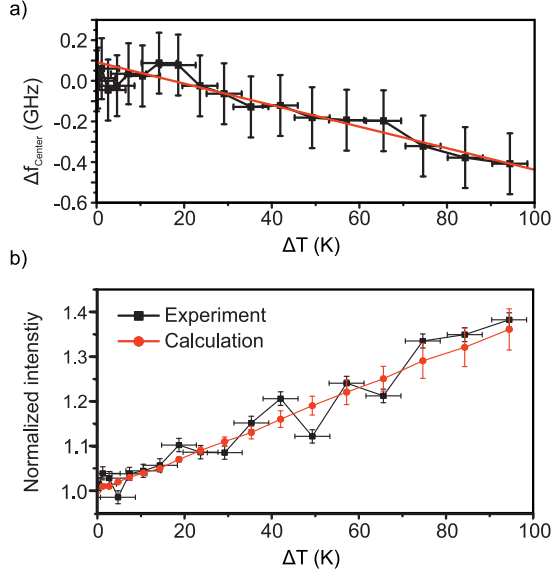 a)
0.2
0.0
-0.2
-0.4
-0.6
Δf_Center (GHz)
0 20 40 60 80 100
ΔT (K)
b)
1.4
1.3
1.2
1.1
1.0
Normalized intenstiy
Experiment
Calculation
0 20 40 60 80 100
ΔT (K)